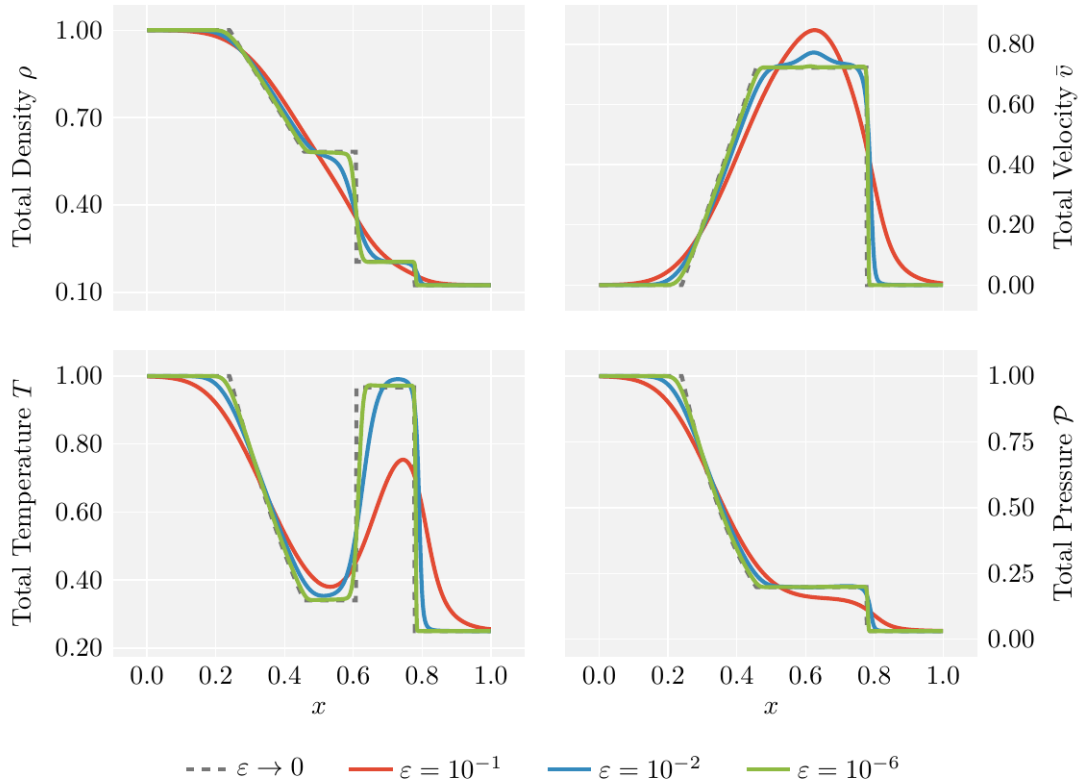 1.00
0.70
0.40
0.10
Total Density ρ
0.80
0.60
0.40
0.20
0.00
Total Velocity v̄
1.00
0.80
0.60
0.40
0.20
Total Temperature T
0.0 0.2 0.4 0.6 0.8 1.0
x
1.00
0.75
0.50
0.25
0.00
Total Pressure 𝒫
0.0 0.2 0.4 0.6 0.8 1.0
x
ε → 0 ε = 10⁻¹ ε = 10⁻² ε = 10⁻⁶